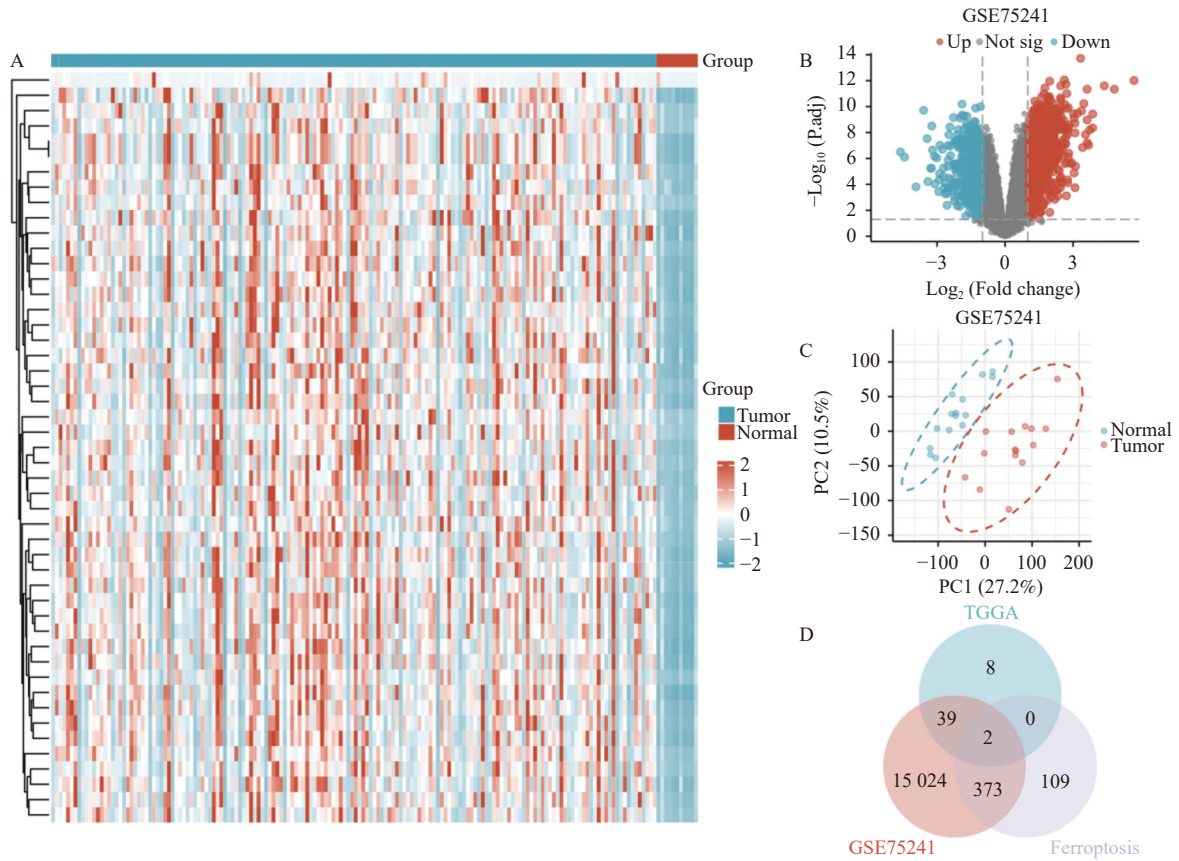 A
Group
Group
Tumor
Normal
2
1
0
−1
−2
B
GSE75241
Up Not sig Down
14
12
10
8
6
4
2
0
−Log10 (P.adj)
−3 0 3
Log2 (Fold change)
C
GSE75241
100
50
0
−50
−100
−150
PC2 (10.5%)
−100 0 100 200
PC1 (27.2%)
Normal
Tumor
D
TGGA
8
39 0
2
15 024 373 109
GSE75241 Ferroptosis